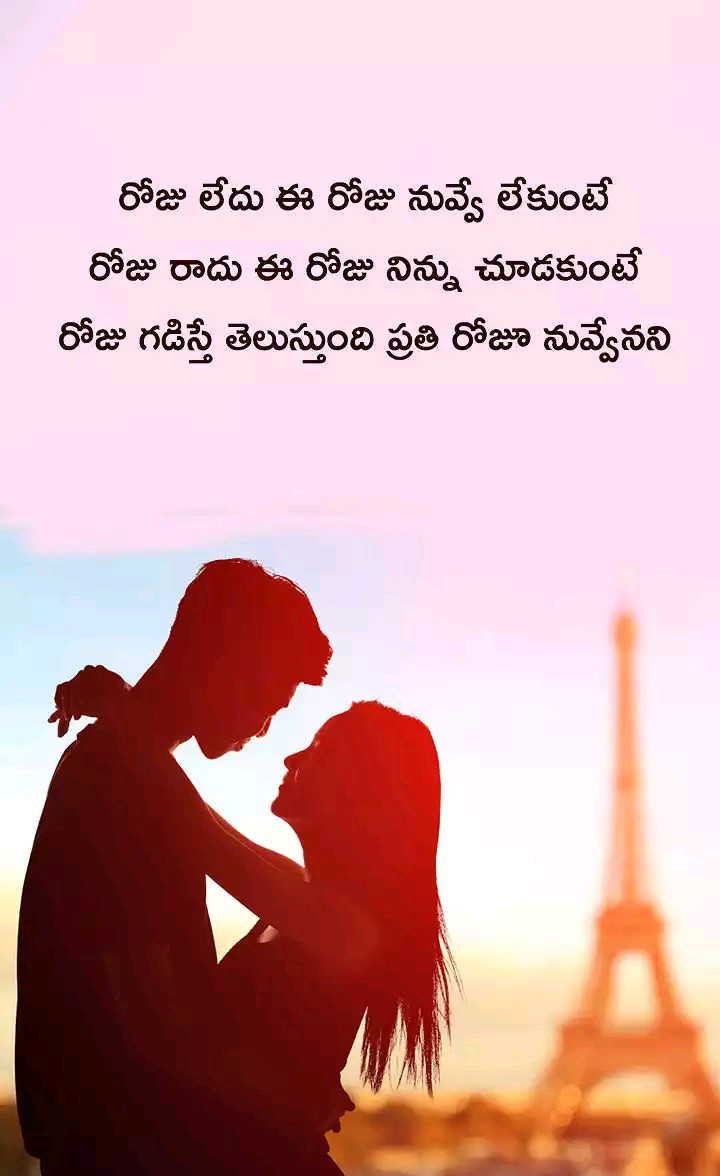 రోజు లేదు ఈ రోజు నువ్వే లేకుంటే
రోజు రాదు ఈ రోజు నిన్ను చూడకుంటే
రోజు గడిస్తే తెలుస్తుంది ప్రతి రోజూ నువ్వేనని